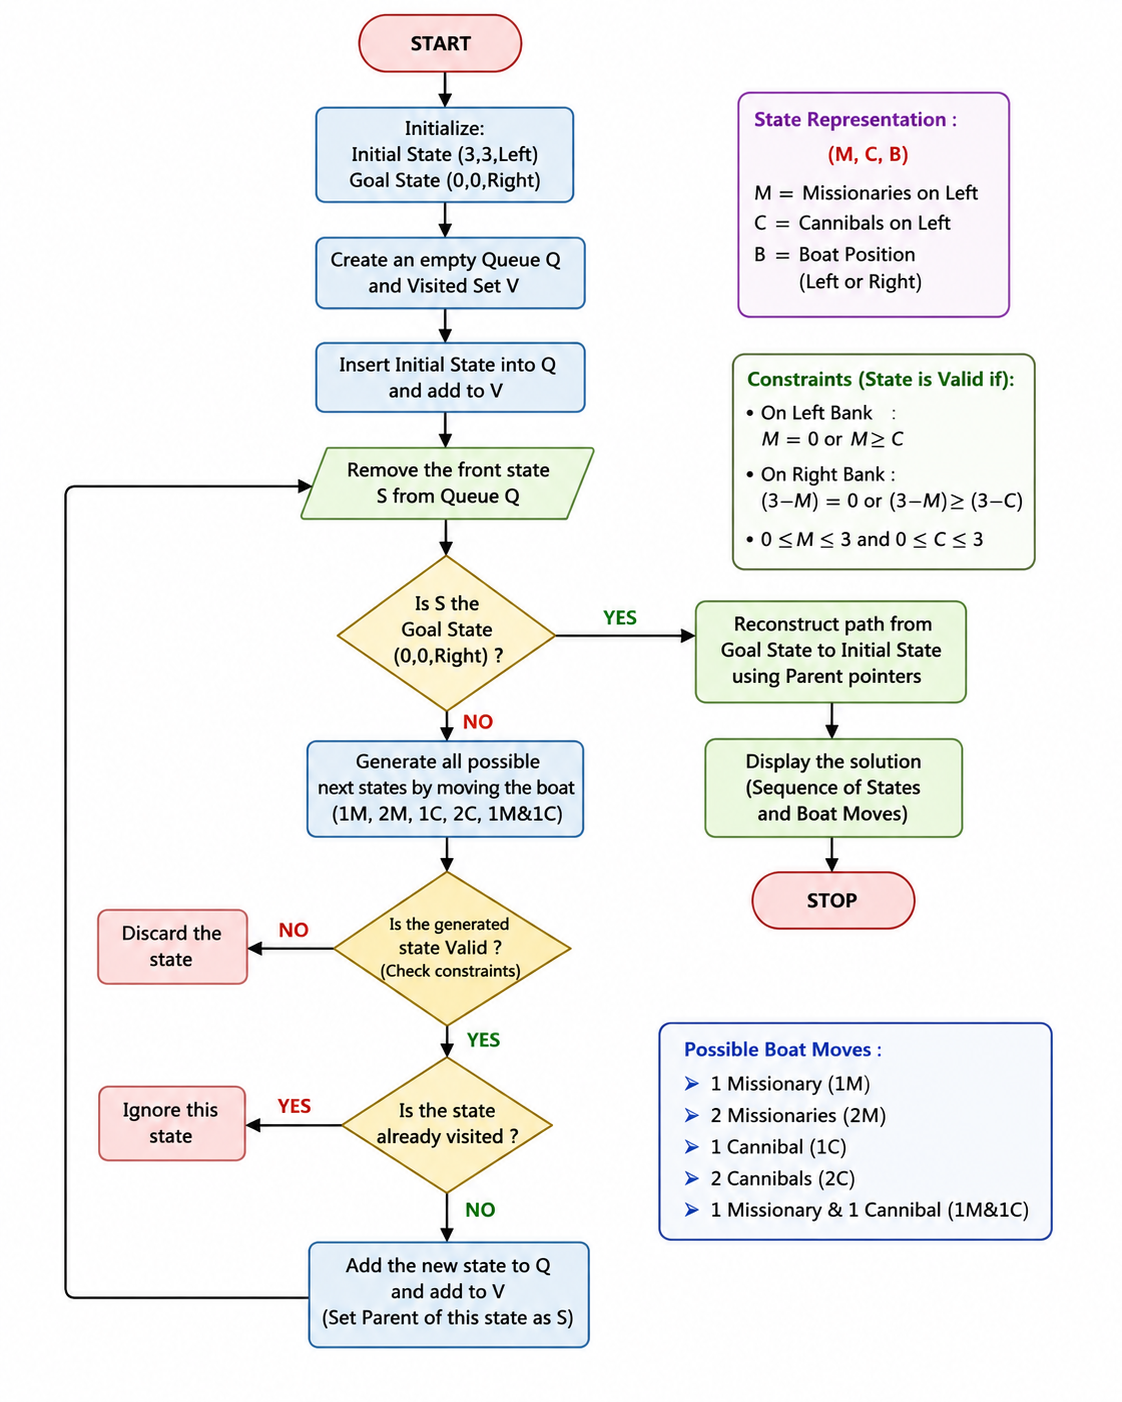 START
Initialize:
Initial State (3,3,Left)
Goal State (0,0,Right)
Create an empty Queue Q
and Visited Set V
Insert Initial State into Q
and add to V
Remove the front state
S from Queue Q
Is S the
Goal State
(0,0,Right) ?
YES
NO
Generate all possible
next states by moving the boat
(1M, 2M, 1C, 2C, 1M&1C)
Is the generated
state Valid ?
(Check constraints)
NO
Discard the
state
YES
Is the state
already visited ?
YES
Ignore this
state
NO
Add the new state to Q
and add to V
(Set Parent of this state as S)
State Representation :
(M, C, B)
M = Missionaries on Left
C = Cannibals on Left
B = Boat Position
(Left or Right)
Constraints (State is Valid if):
• On Left Bank :
M = 0 or M ≥ C
• On Right Bank :
(3−M) = 0 or (3−M) ≥ (3−C)
• 0 ≤ M ≤ 3 and 0 ≤ C ≤ 3
Reconstruct path from
Goal State to Initial State
using Parent pointers
Display the solution
(Sequence of States
and Boat Moves)
STOP
Possible Boat Moves :
➢ 1 Missionary (1M)
➢ 2 Missionaries (2M)
➢ 1 Cannibal (1C)
➢ 2 Cannibals (2C)
➢ 1 Missionary & 1 Cannibal (1M&1C)